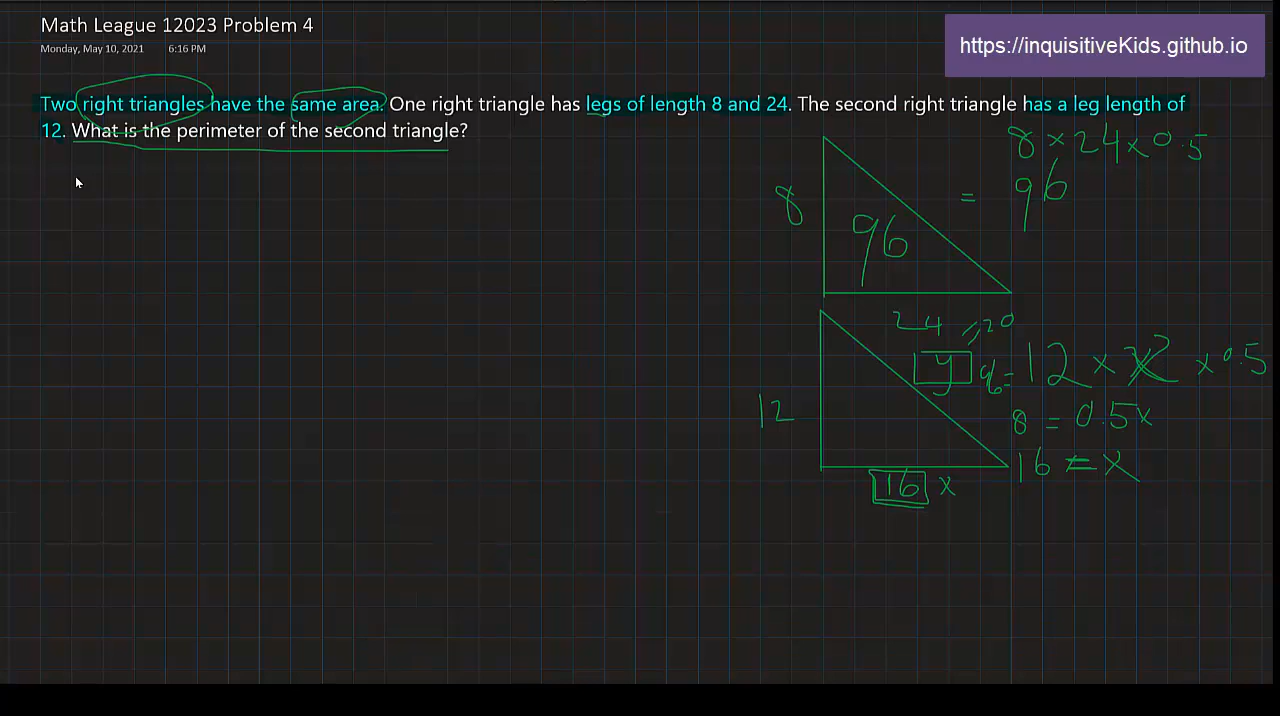 Math League 12023 Problem 4
Monday, May 10, 2021 6:16 PM
https://inquisitiveKids.github.io
Two right triangles have the same area. One right triangle has legs of length 8 and 24. The second right triangle has a leg length of
12. What is the perimeter of the second triangle?
8 × 24 × 0.5
8
96
= 96
24
20
y
96 = 12 × x × 0.5
12
8 = 0.5x
16 = x
16 x